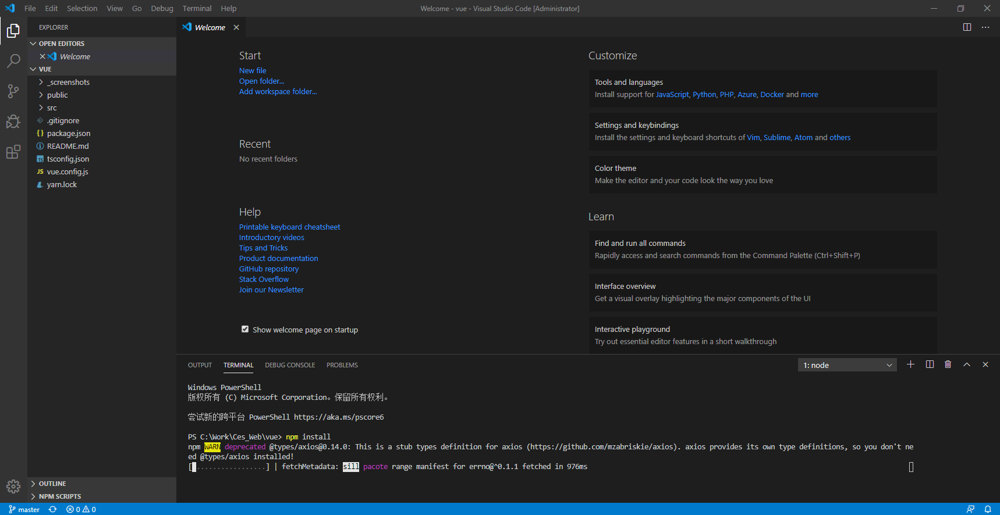 File Edit Selection View Go Debug Terminal Help
Welcome - vue - Visual Studio Code [Administrator]
EXPLORER
OPEN EDITORS
Welcome
VUE
_screenshots
public
src
.gitignore
package.json
README.md
tsconfig.json
vue.config.js
yarn.lock
OUTLINE
NPM SCRIPTS
Welcome
Start
New file
Open folder...
Add workspace folder...
Recent
No recent folders
Help
Printable keyboard cheatsheet
Introductory videos
Tips and Tricks
Product documentation
GitHub repository
Stack Overflow
Join our Newsletter
Show welcome page on startup
Customize
Tools and languages
Install support for JavaScript, Python, PHP, Azure, Docker and more
Settings and keybindings
Install the settings and keyboard shortcuts of Vim, Sublime, Atom and others
Color theme
Make the editor and your code look the way you love
Learn
Find and run all commands
Rapidly access and search commands from the Command Palette (Ctrl+Shift+P)
Interface overview
Get a visual overlay highlighting the major components of the UI
Interactive playground
Try out essential editor features in a short walkthrough
OUTPUT TERMINAL DEBUG CONSOLE PROBLEMS
1: node
Windows PowerShell
版权所有 (C) Microsoft Corporation。保留所有权利。
尝试新的跨平台 PowerShell https://aka.ms/pscore6
PS C:\Work\Ces_Web\vue> npm install
npm WARN deprecated @types/axios@0.14.0: This is a stub types definition for axios (https://github.com/mzabriskie/axios). axios provides its own type definitions, so you don't ne
ed @types/axios installed!
[ .................] | fetchMetadata: sill pacote range manifest for errno@^0.1.1 fetched in 976ms
master 0 0